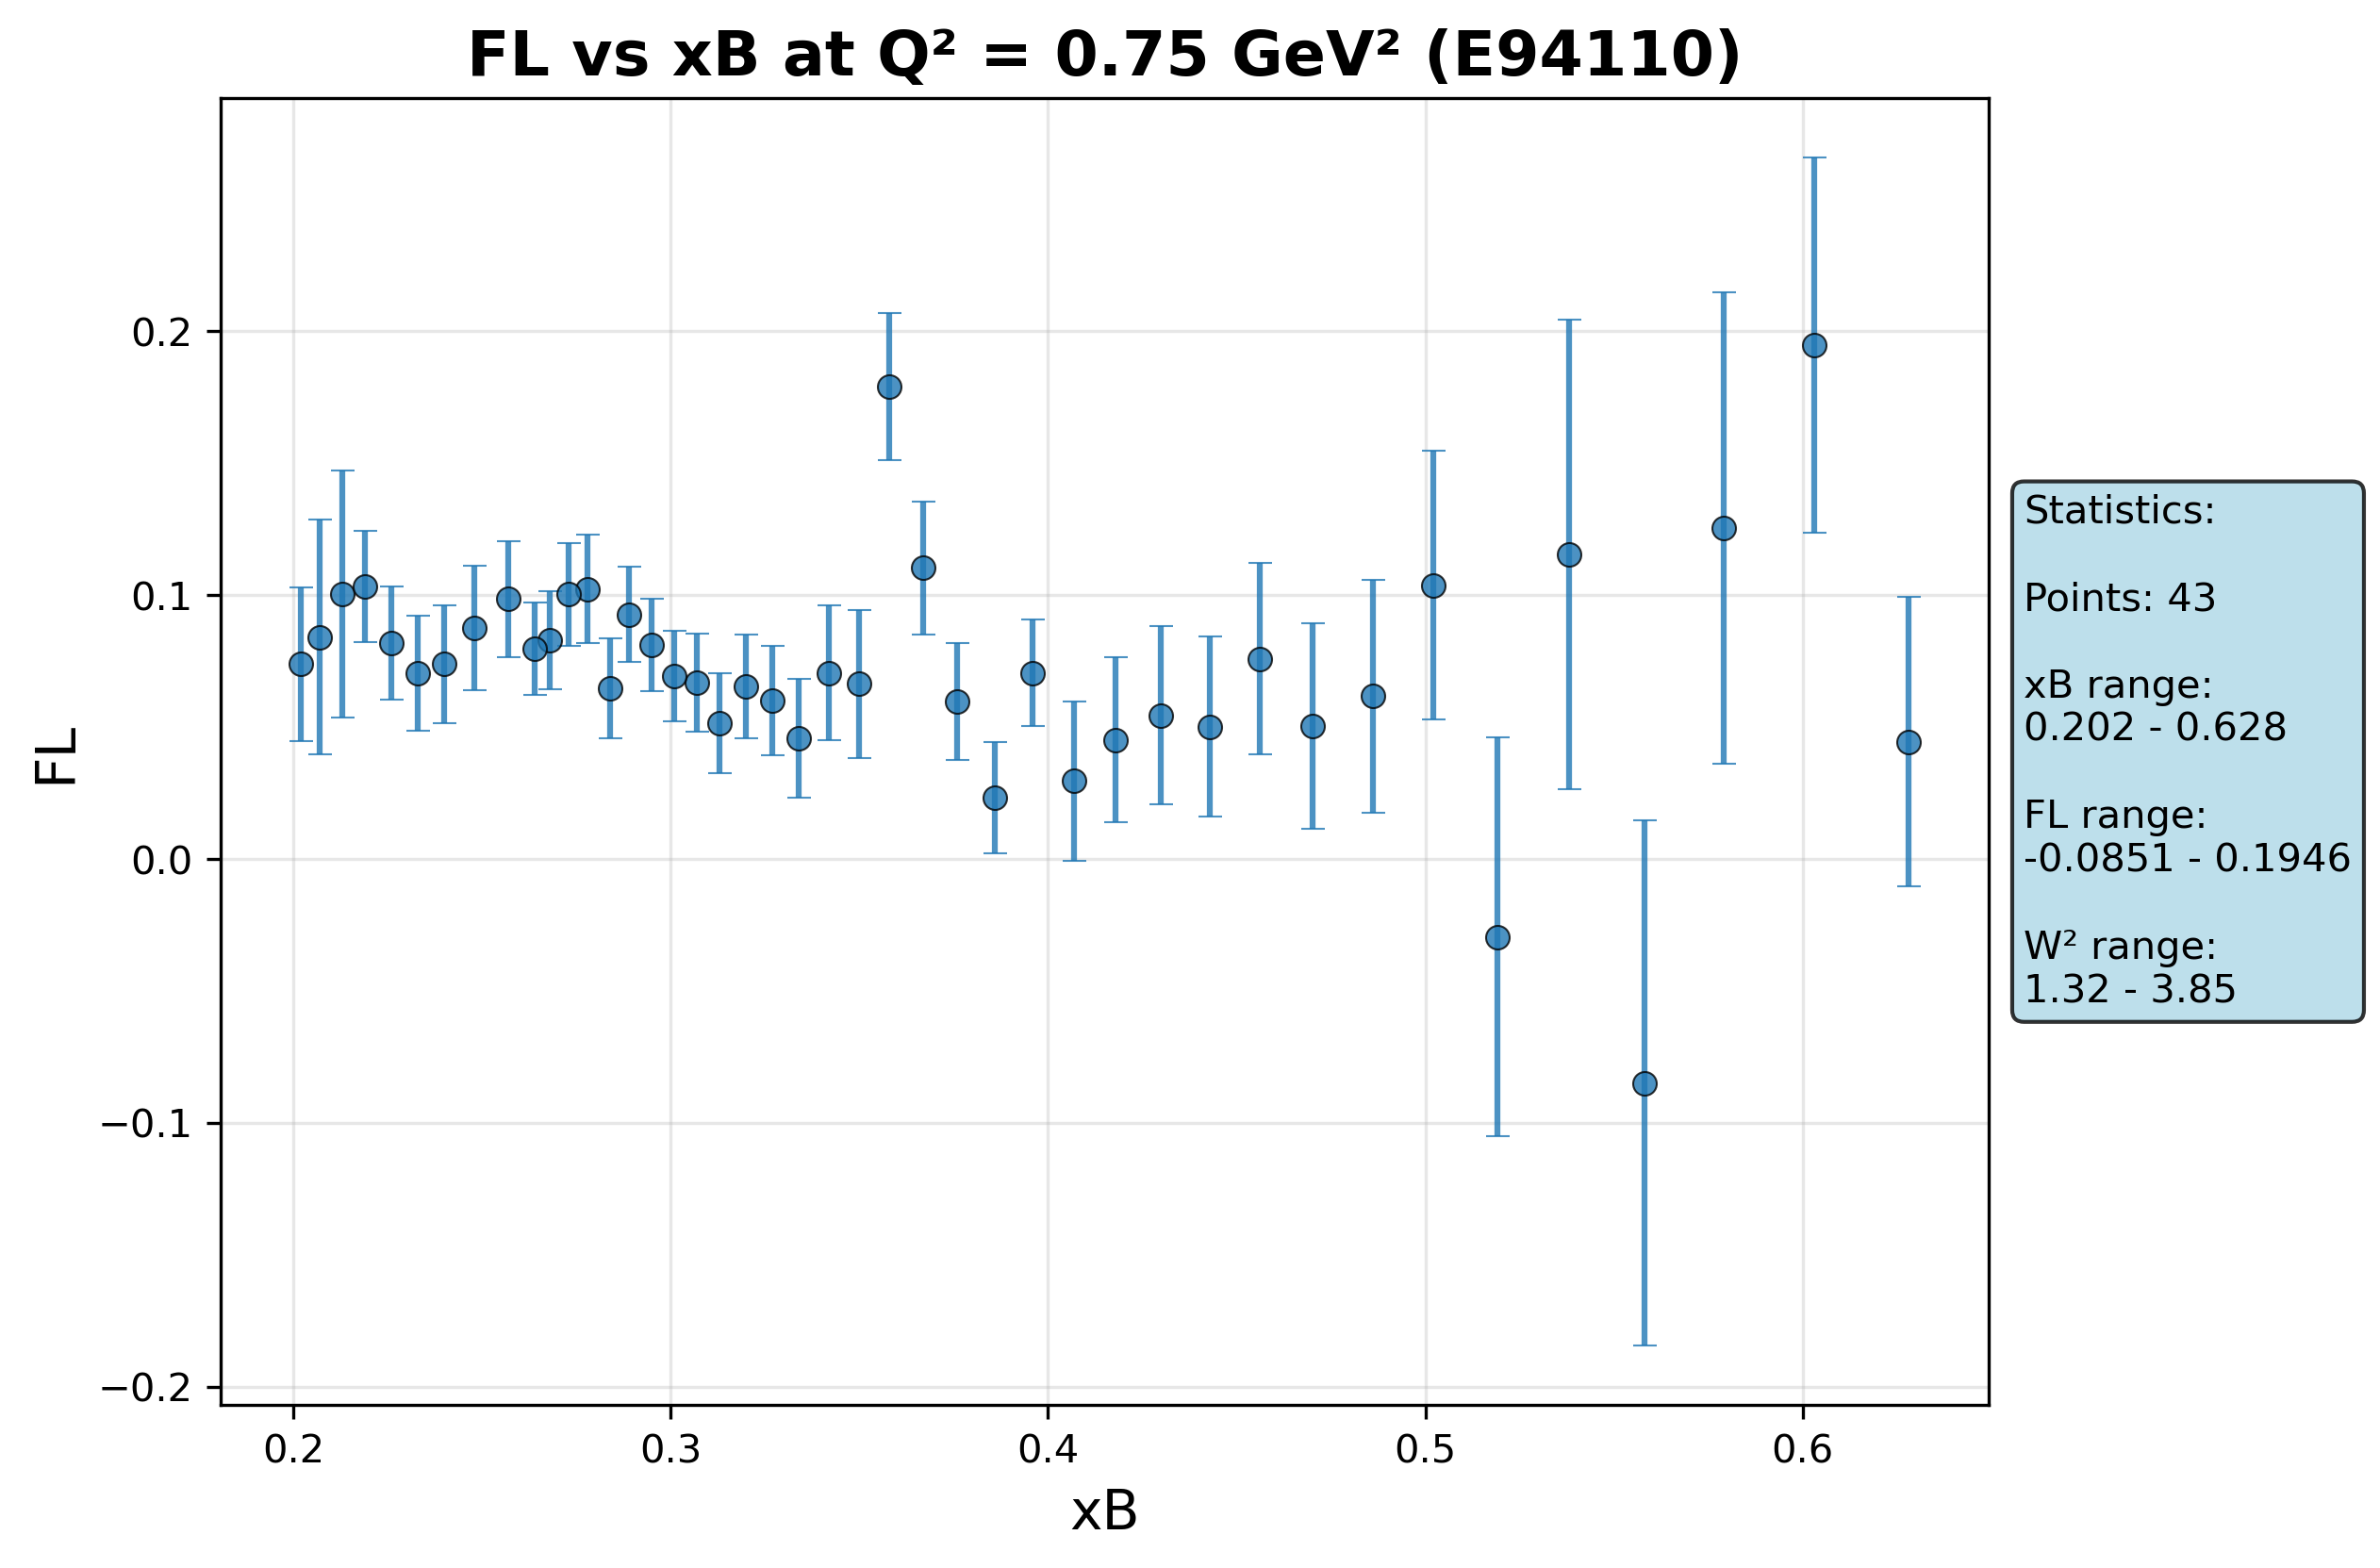 FL vs xB at Q² = 0.75 GeV² (E94110)
FL
0.2
0.1
0.0
−0.1
−0.2
0.2
0.3
0.4
0.5
0.6
xB
Statistics:
Points: 43
xB range:
0.202 - 0.628
FL range:
-0.0851 - 0.1946
W² range:
1.32 - 3.85